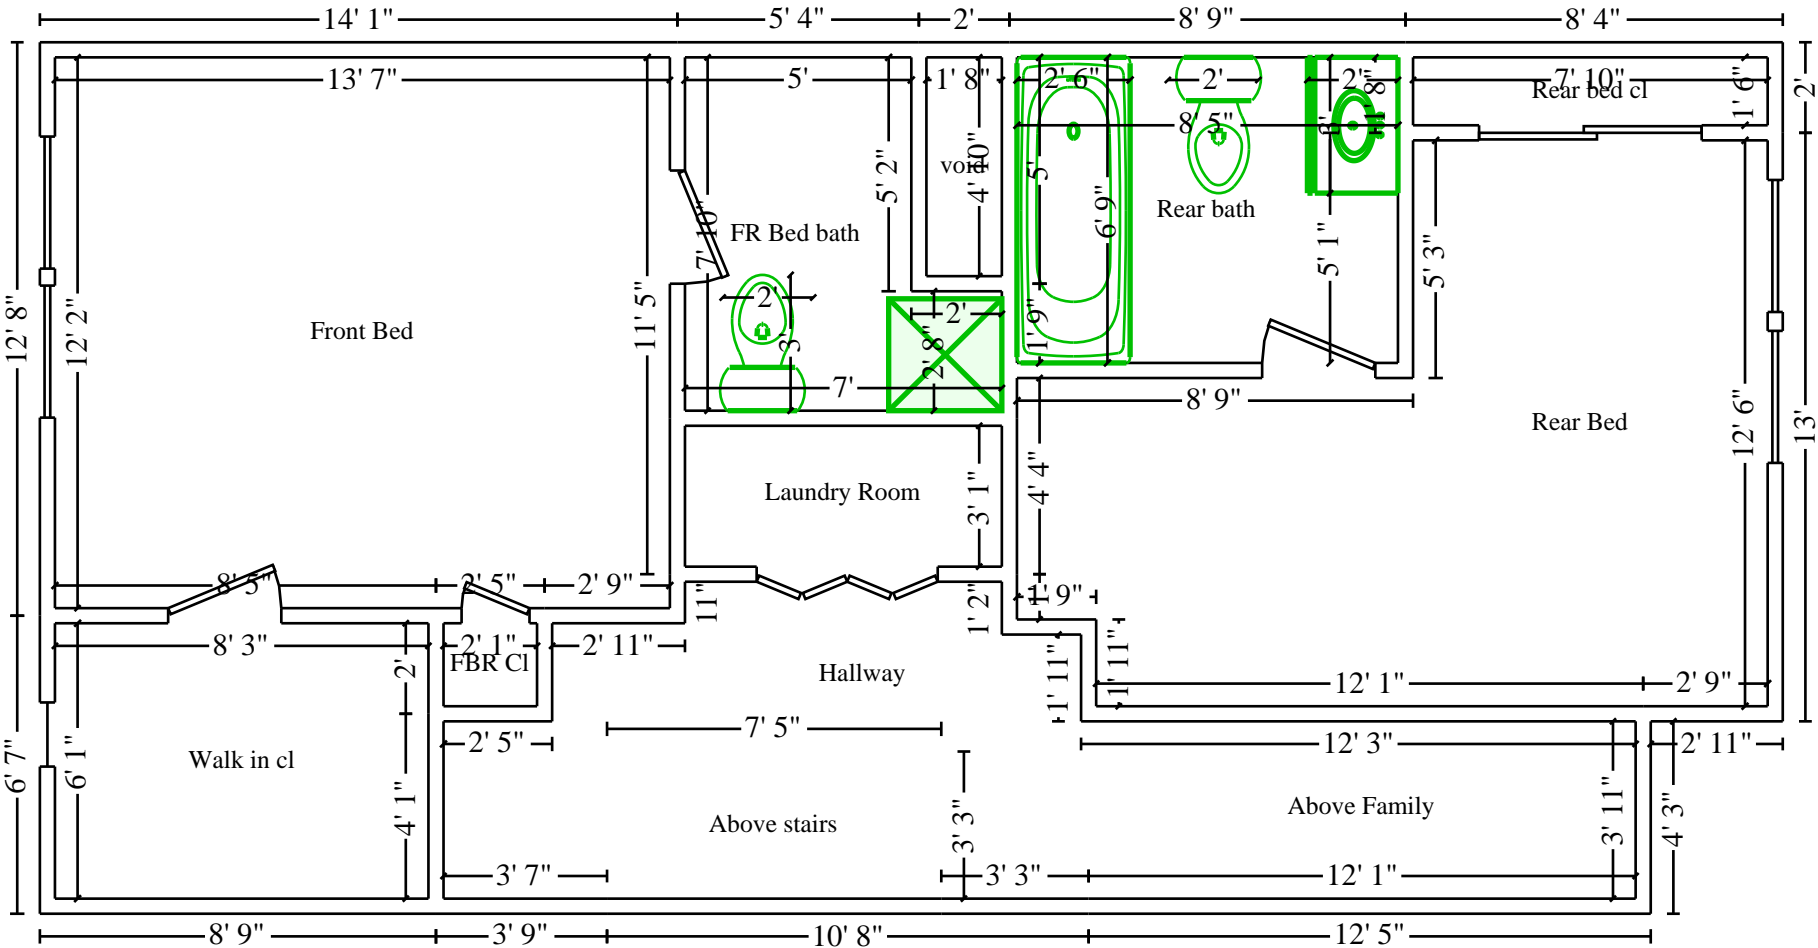 14' 1" 5' 4" 2' 8' 9" 8' 4"
13' 7" 5' 1' 8" 2' 6" 2' 2' 7' 10"
Rear bed cl
1' 8"
1' 6"
2'
8' 5"
3'
5' 2"
void
4' 10"
5'
6' 9"
Rear bath
7' 10"
FR Bed bath
5' 1"
5' 3"
12' 8"
12' 2"
Front Bed
11' 5"
2'
3'
2'
2' 8"
1' 9"
7'
8' 9"
Rear Bed
12' 6"
13'
Laundry Room
3' 1"
4' 4"
8' 5" 2' 5" 2' 9"
11"
1' 2"
1' 9"
1'
8' 3" 2' 1" 2' 11"
2'
FBR Cl
Hallway
1' 11"
1' 11"
12' 1" 2' 9"
7' 5"
2' 5"
12' 3" 2' 11"
6' 7"
6' 1"
Walk in cl
4' 1"
Above stairs
3' 3"
Above Family
3' 11"
4' 3"
3' 7" 3' 3" 12' 1"
8' 9" 3' 9" 10' 8" 12' 5"